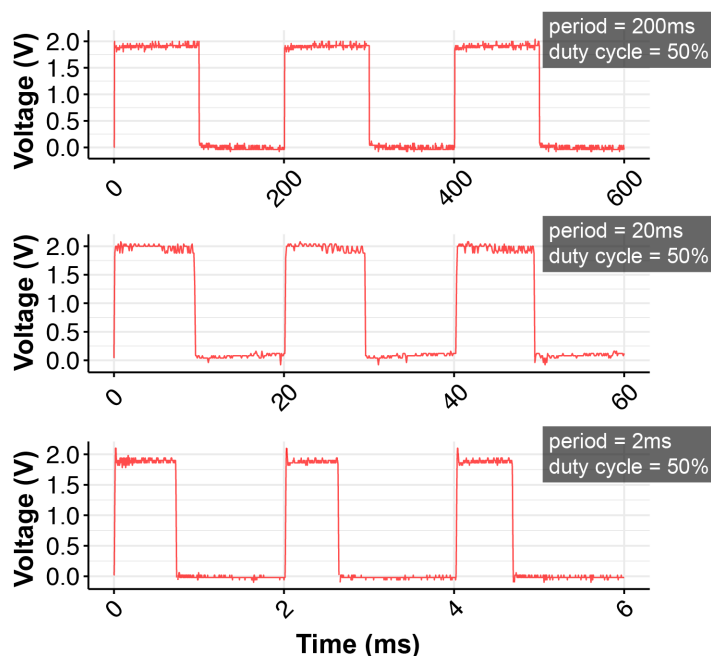 period = 200ms
duty cycle = 50%
Voltage (V)
2.0
1.5
1.0
0.5
0.0
0
200
400
600
period = 20ms
duty cycle = 50%
Voltage (V)
2.0
1.5
1.0
0.5
0.0
0
20
40
60
period = 2ms
duty cycle = 50%
Voltage (V)
2.0
1.5
1.0
0.5
0.0
0
2
4
6
Time (ms)